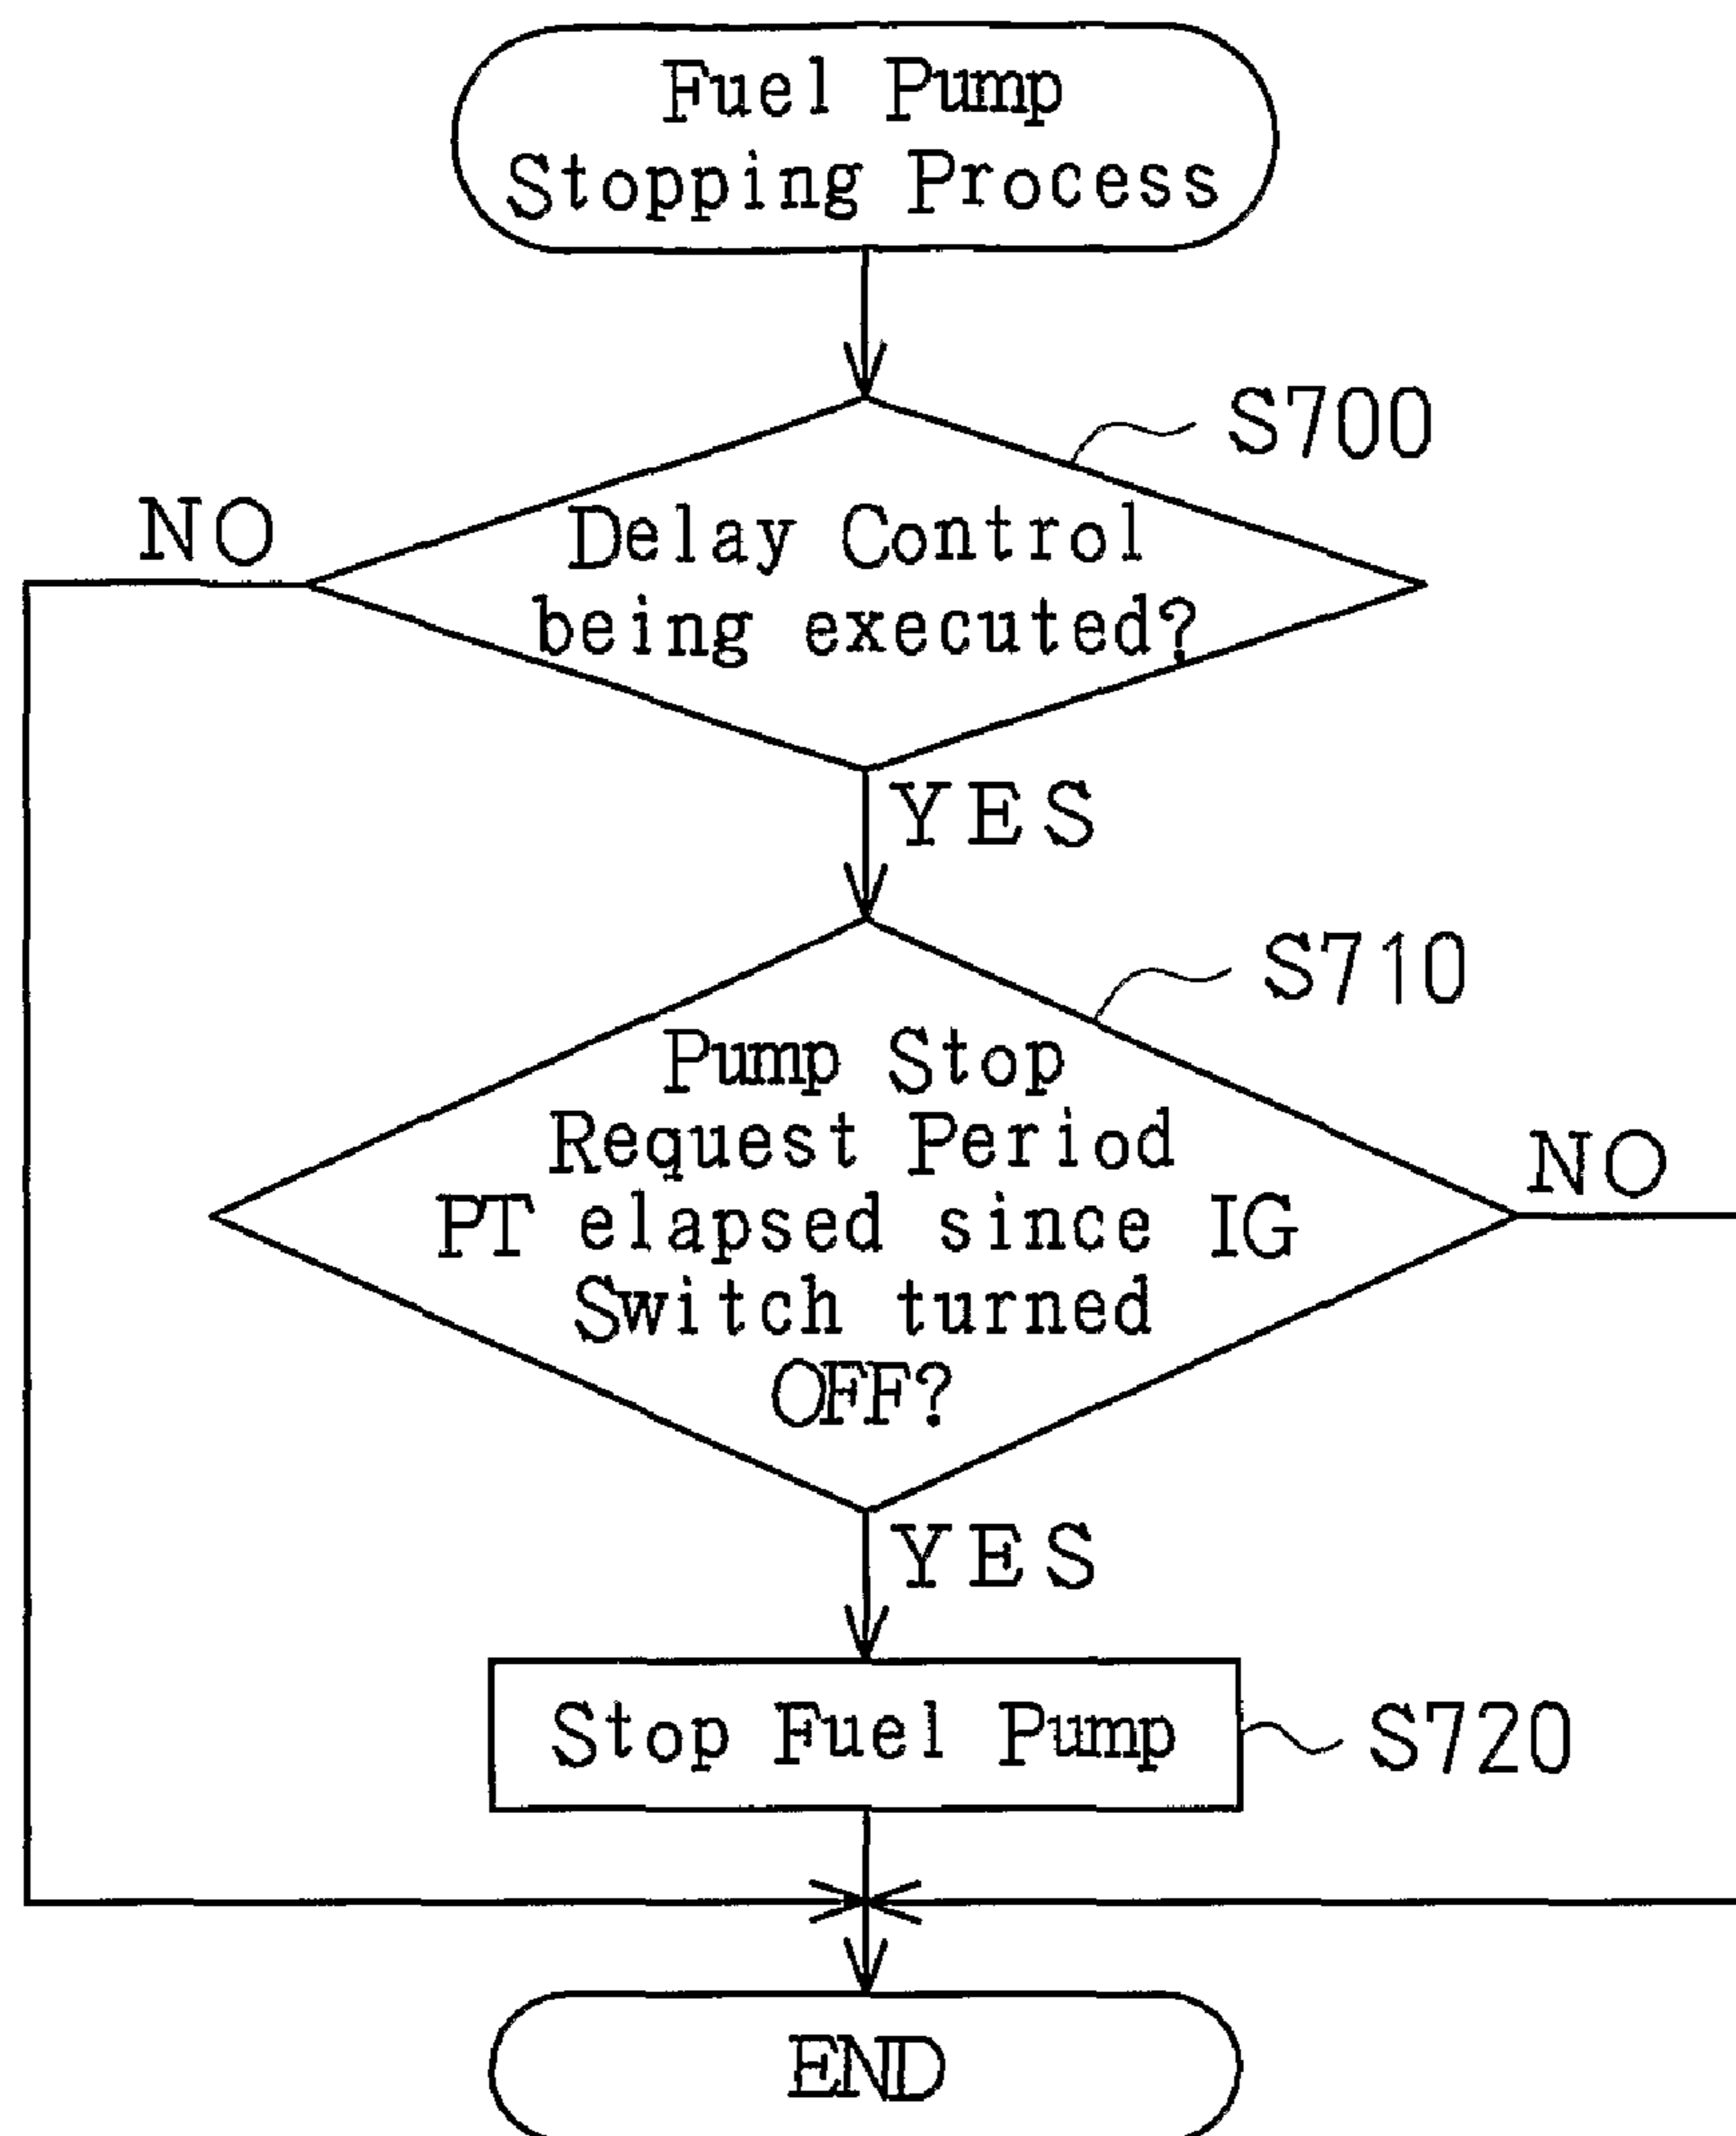 Fuel Pump
Stopping Process
S700
NO
Delay Control
being executed?
YES
S710
Pump Stop
Request Period
NO
PT elapsed since IG
Switch turned
OFF?
YES
Stop Fuel Pump
S720
END